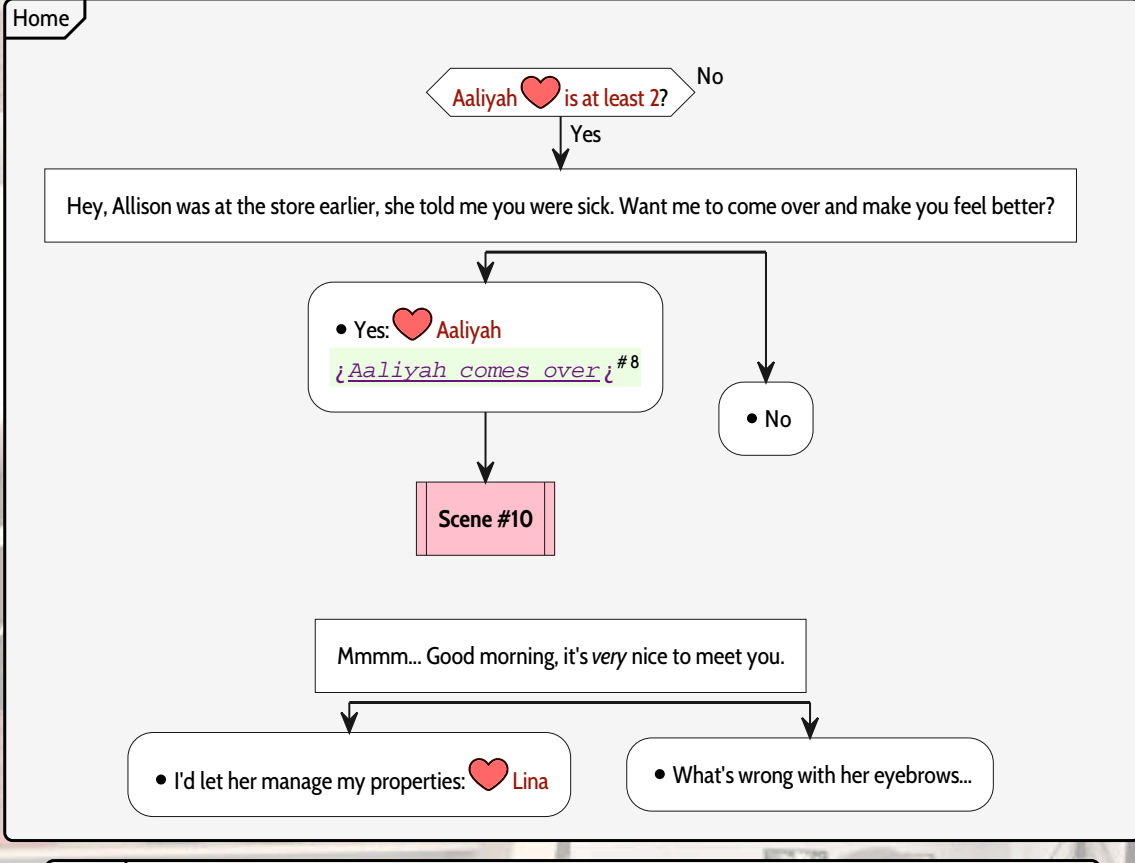 Home
Aaliyah is at least 2?
No
Yes
Hey, Allison was at the store earlier, she told me you were sick. Want me to come over and make you feel better?
• Yes: Aaliyah
¿Aaliyah comes over¿#8
• No
Scene #10
Mmmm... Good morning, it's very nice to meet you.
• I'd let her manage my properties: Lina
• What's wrong with her eyebrows...